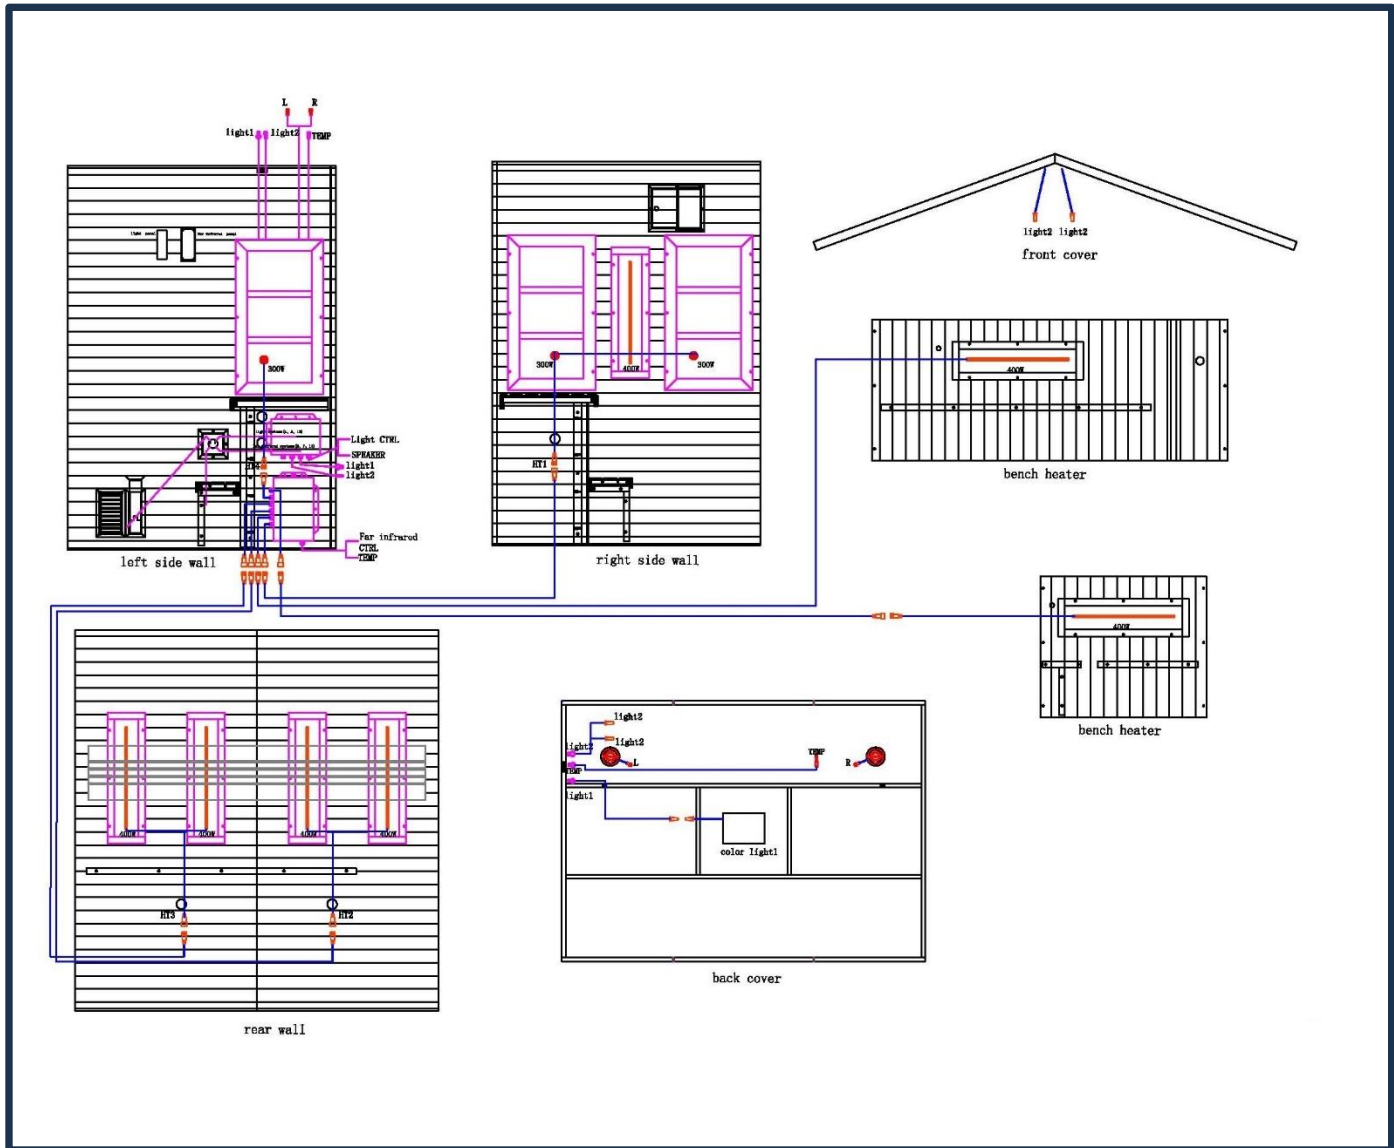 L R
light1 light2 TEMP
300W
HT4
Light CTRL
SPEAKER
light1
light2
Far infrarod
CTRL
TEMP
left side wall
300W 400W 300W
HT1
right side wall
light2 light2
front cover
400W
bench heater
400W
bench heater
400W 400W 400W 400W
HT3 HT2
rear wall
light2
light2
light2
L
TEMP
R
TEMP
light1
color light1
back cover